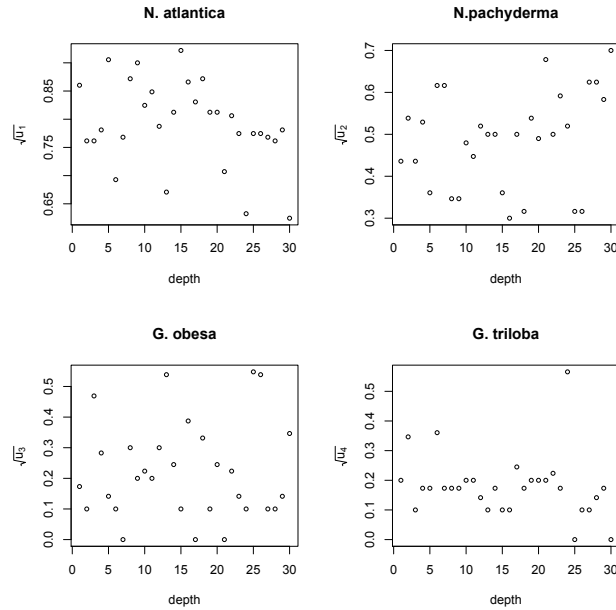 N. atlantica
√u₁
0.65 0.75 0.85
0 5 10 15 20 25 30
depth
N.pachyderma
√u₂
0.3 0.4 0.5 0.6 0.7
0 5 10 15 20 25 30
depth
G. obesa
√u₃
0.0 0.1 0.2 0.3 0.4 0.5
0 5 10 15 20 25 30
depth
G. triloba
√u₄
0.0 0.1 0.2 0.3 0.4 0.5
0 5 10 15 20 25 30
depth